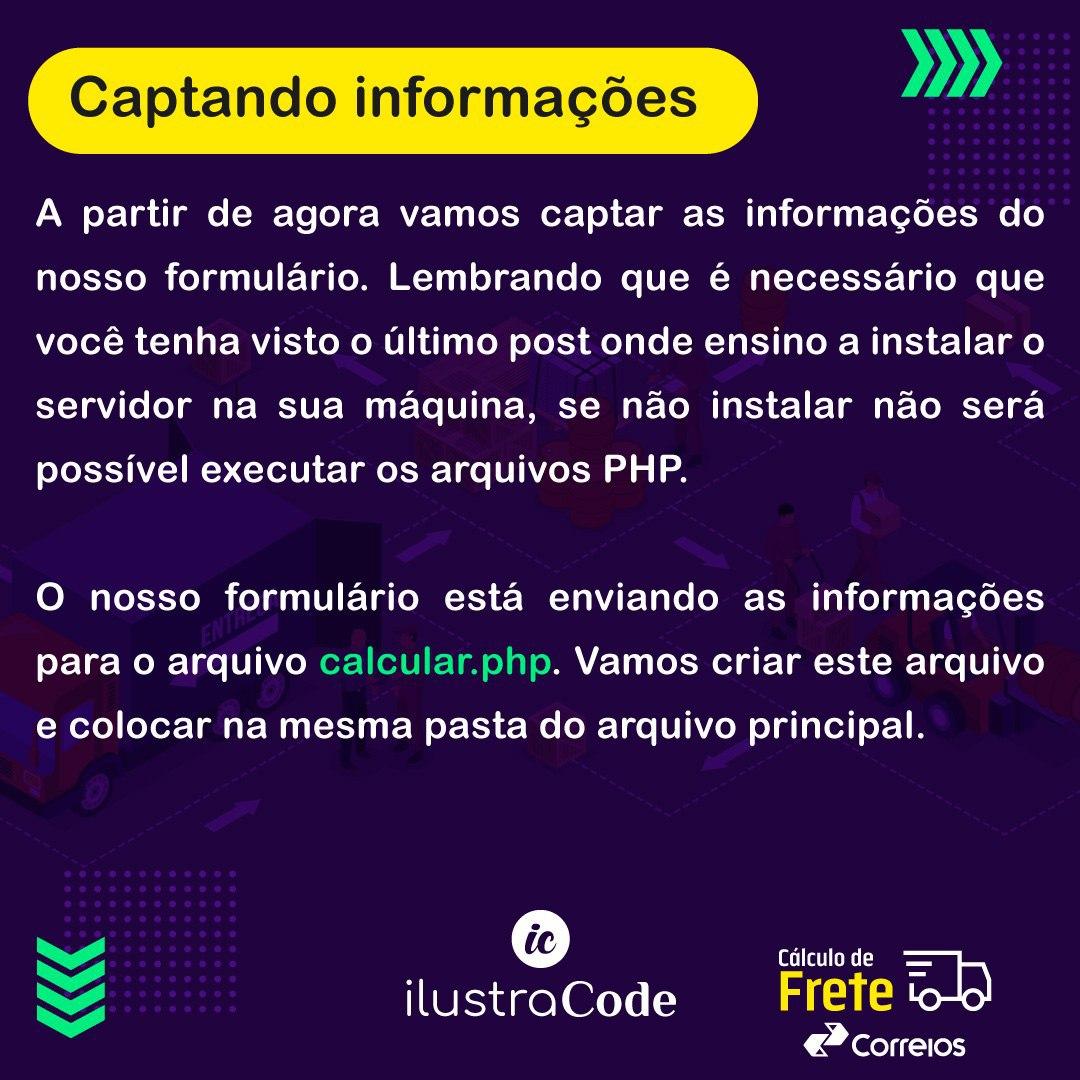 Captando informações
A partir de agora vamos captar as informações do
nosso formulário. Lembrando que é necessário que
você tenha visto o último post onde ensino a instalar o
servidor na sua máquina, se não instalar não será
possível executar os arquivos PHP.
O nosso formulário está enviando as informações
para o arquivo calcular.php. Vamos criar este arquivo
e colocar na mesma pasta do arquivo principal.
ic
ilustraCode
Cálculo de
Frete
Correios